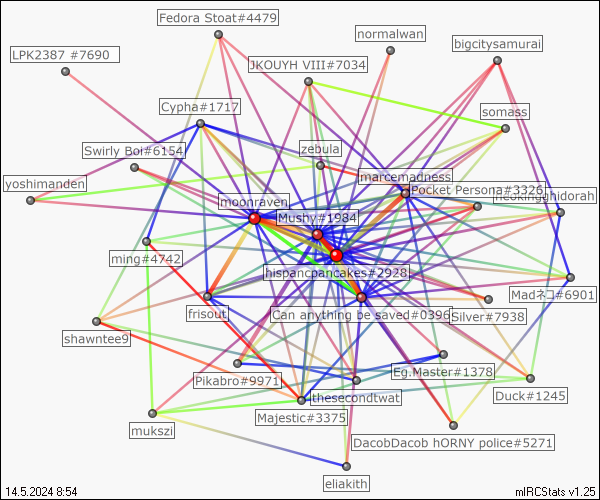 Fedora Stoat#4479
normalwan
bigcitysamurai
LPK2387 #7690
JKOUYH VIII#7034
Cypha#1717
somass
zebula
Swirly Boi#6154
marcemadness
yoshimanden
Pocket Persona#3326
moonraven
Mushy#1984
ming#4742
hispanicpancakes#2928
Madネコ#6901
frisout
Can anything be saved#0396
Silver#7938
shawntee9
Eg.Master#1378
Pikabro#9971
thesecondtwat
Duck#1245
Majestic#3375
mukszi
DacobDacob hORNY police#5271
eliakith
14.5.2024 8:54
mIRCStats v1.25